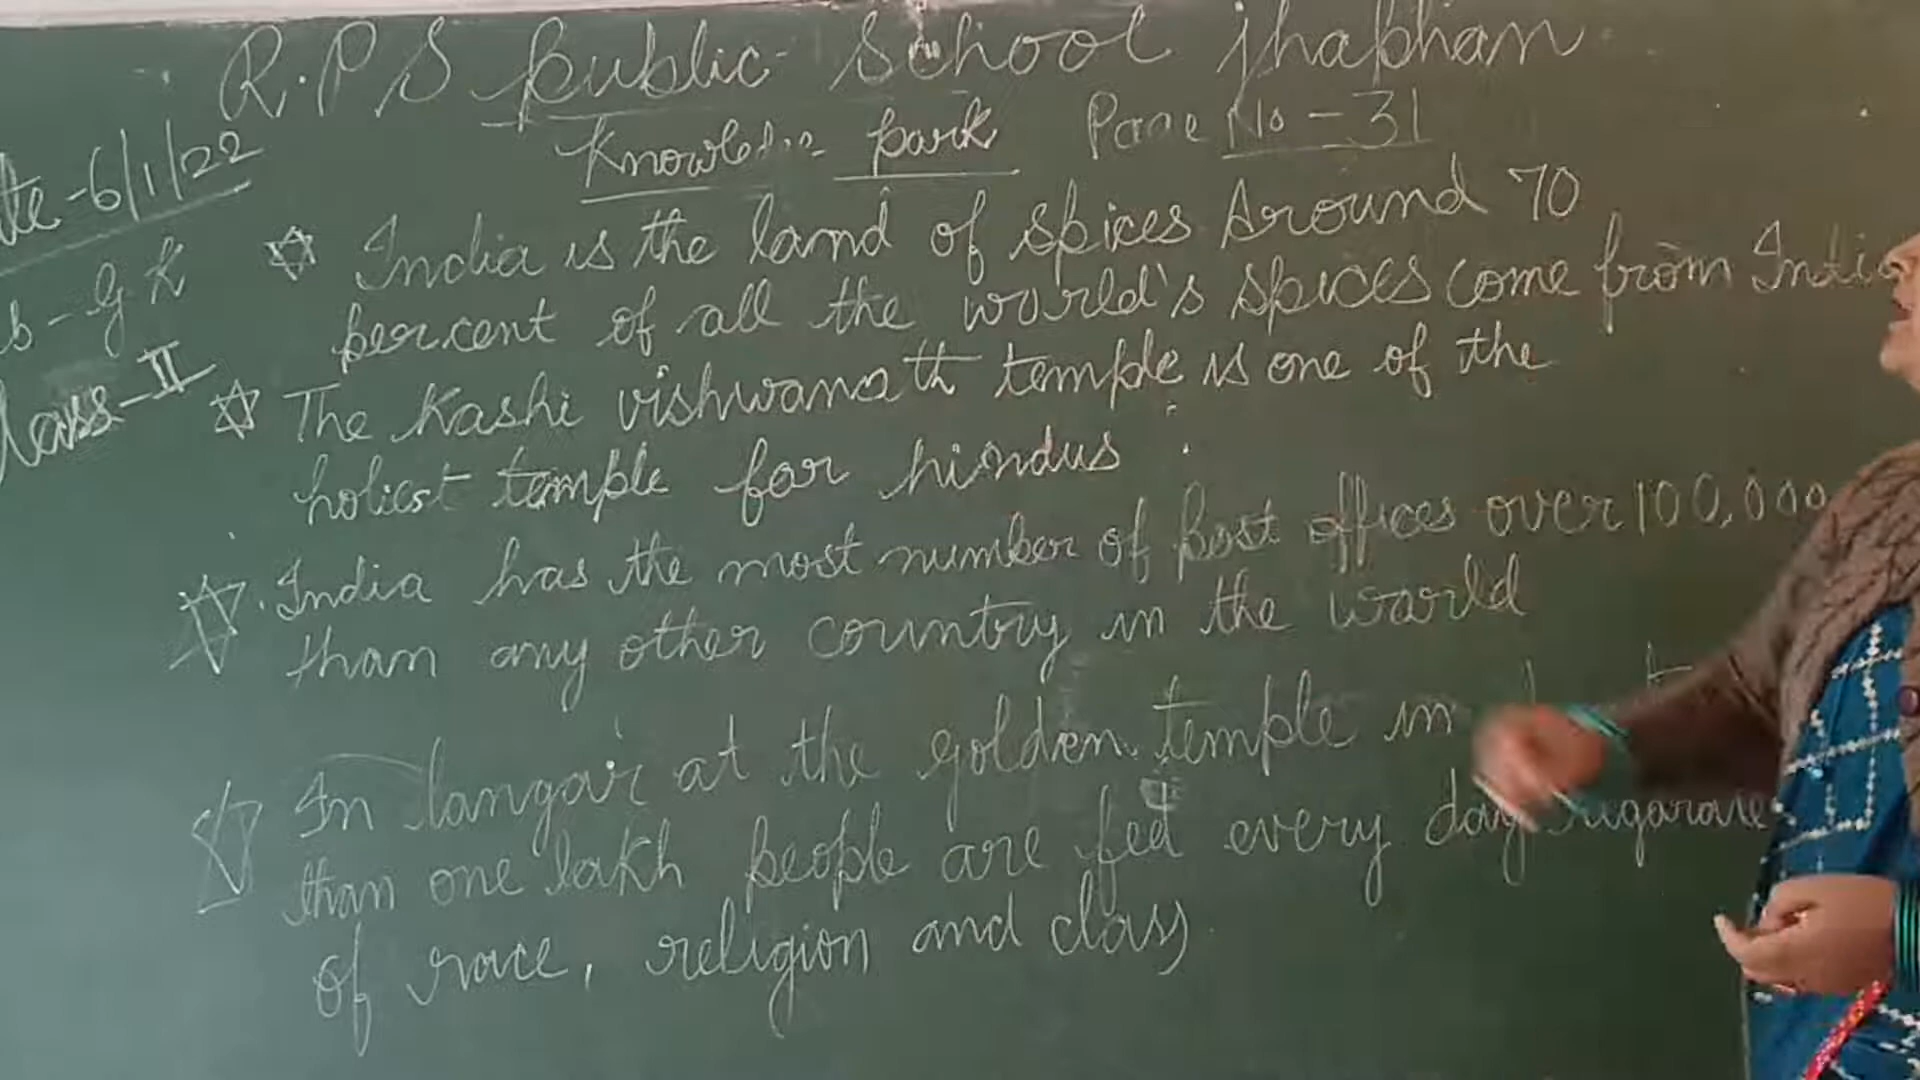 R.P S public School jhabhan
Knowledge park Page No - 31
te - 6/1/22
b - G K
lass - II
India is the land of spices Around 70
percent of all the world's spices come from India
The Kashi vishwanath temple is one of the
holiest temple for hindus
India has the most number of post offices over 100,000
than any other country in the world
In langar at the golden temple in
than one lakh people are fed every day
of race, religion and class